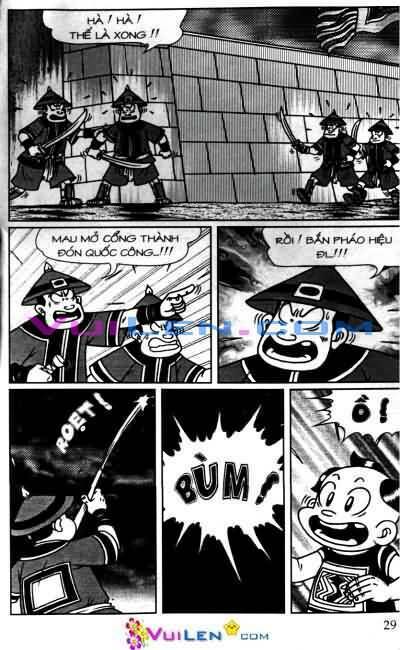 HÀ! HÀ!
THẾ LÀ XONG!!
MAU MỞ CỔNG THÀNH
ĐÓN QUỐC CÔNG...!!!
RỒI! BẮN PHÁO HIỆU
ĐI...!!!
VUILEN.COM
ROẸT!
BÙM!
Ồ!
29
VUILEN.COM